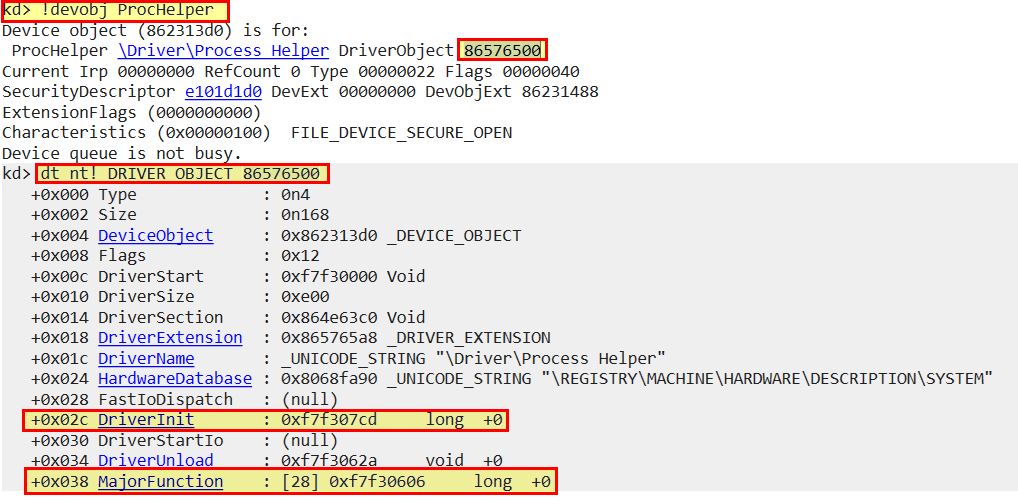 kd> !devobj ProcHelper
Device object (862313d0) is for:
ProcHelper \Driver\Process Helper DriverObject 86576500
Current Irp 00000000 RefCount 0 Type 00000022 Flags 00000040
SecurityDescriptor e101d1d0 DevExt 00000000 DevObjExt 86231488
ExtensionFlags (0000000000)
Characteristics (0x00000100)  FILE_DEVICE_SECURE_OPEN
Device queue is not busy.
kd> dt nt!_DRIVER_OBJECT 86576500
+0x000 Type : 0n4
+0x002 Size : 0n168
+0x004 DeviceObject : 0x862313d0 _DEVICE_OBJECT
+0x008 Flags : 0x12
+0x00c DriverStart : 0xf7f30000 Void
+0x010 DriverSize : 0xe00
+0x014 DriverSection : 0x864e63c0 Void
+0x018 DriverExtension : 0x865765a8 _DRIVER_EXTENSION
+0x01c DriverName : _UNICODE_STRING "\Driver\Process Helper"
+0x024 HardwareDatabase : 0x8068fa90 _UNICODE_STRING "\REGISTRY\MACHINE\HARDWARE\DESCRIPTION\SYSTEM"
+0x028 FastIoDispatch : (null)
+0x02c DriverInit : 0xf7f307cd long +0
+0x030 DriverStartIo : (null)
+0x034 DriverUnload : 0xf7f3062a void +0
+0x038 MajorFunction : [28] 0xf7f30606 long +0